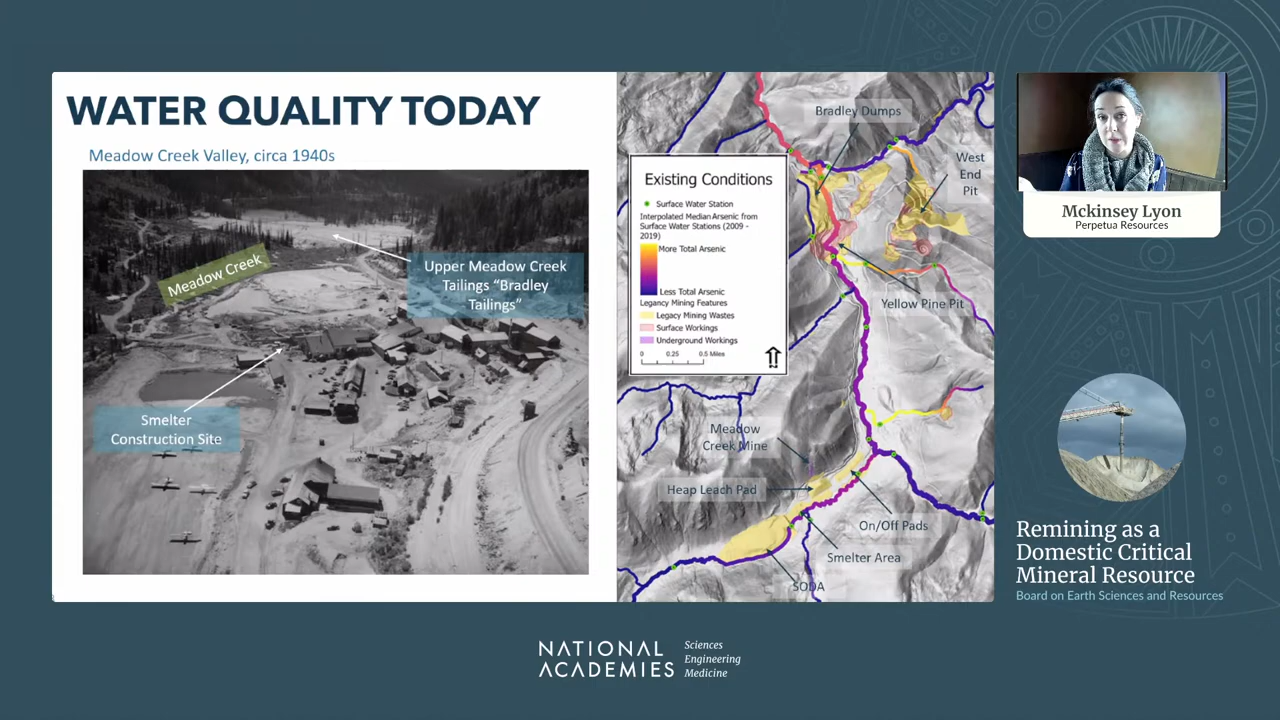 WATER QUALITY TODAY
Meadow Creek Valley, circa 1940s
Meadow Creek
Upper Meadow Creek
Tailings “Bradley
Tailings”
Smelter
Construction Site
Bradley Dumps
West
End
Pit
Existing Conditions
Surface Water Station
Interpolated Median Arsenic from
Surface Water Stations (2009 -
2019)
More Total Arsenic
Less Total Arsenic
Legacy Mining Features
Legacy Mining Wastes
Surface Workings
Underground Workings
0 0.25 0.5 Miles
Yellow Pine Pit
Meadow
Creek Mine
Heap Leach Pad
On/Off Pads
Smelter Area
SODA
Mckinsey Lyon
Perpetua Resources
Remining as a
Domestic Critical
Mineral Resource
Board on Earth Sciences and Resources
NATIONAL
ACADEMIES
Sciences
Engineering
Medicine